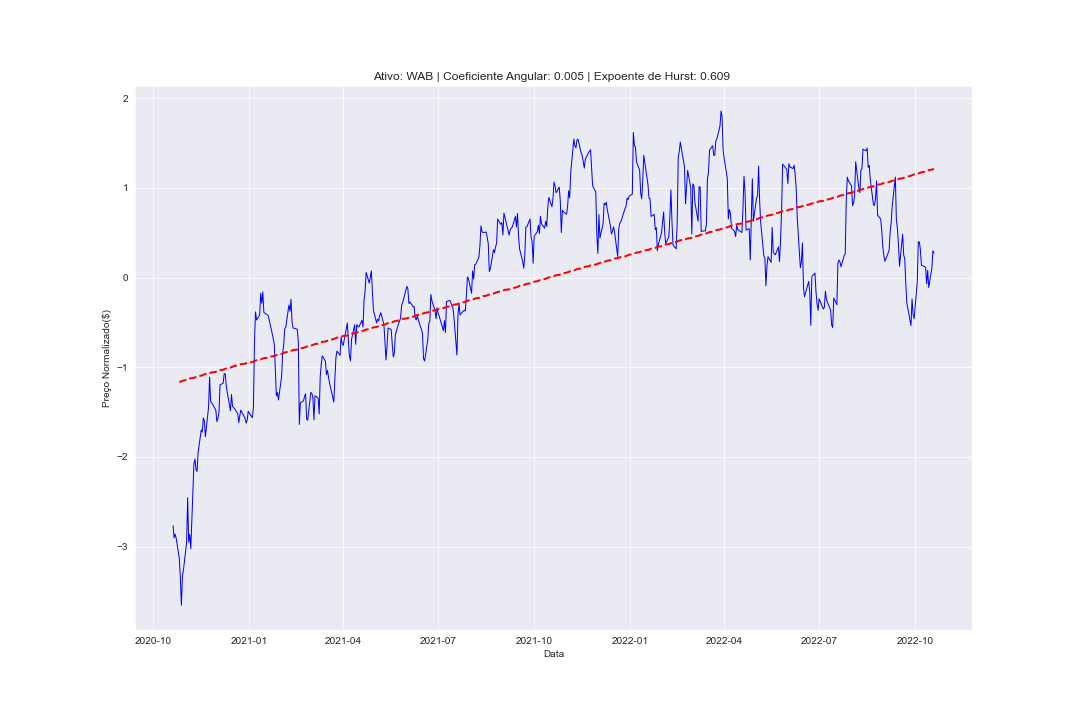 Ativo: WAB | Coeficiente Angular: 0.005 | Expoente de Hurst: 0.609
Preço Normalizado($)
2
1
0
−1
−2
−3
2020-10 2021-01 2021-04 2021-07 2021-10 2022-01 2022-04 2022-07 2022-10
Data